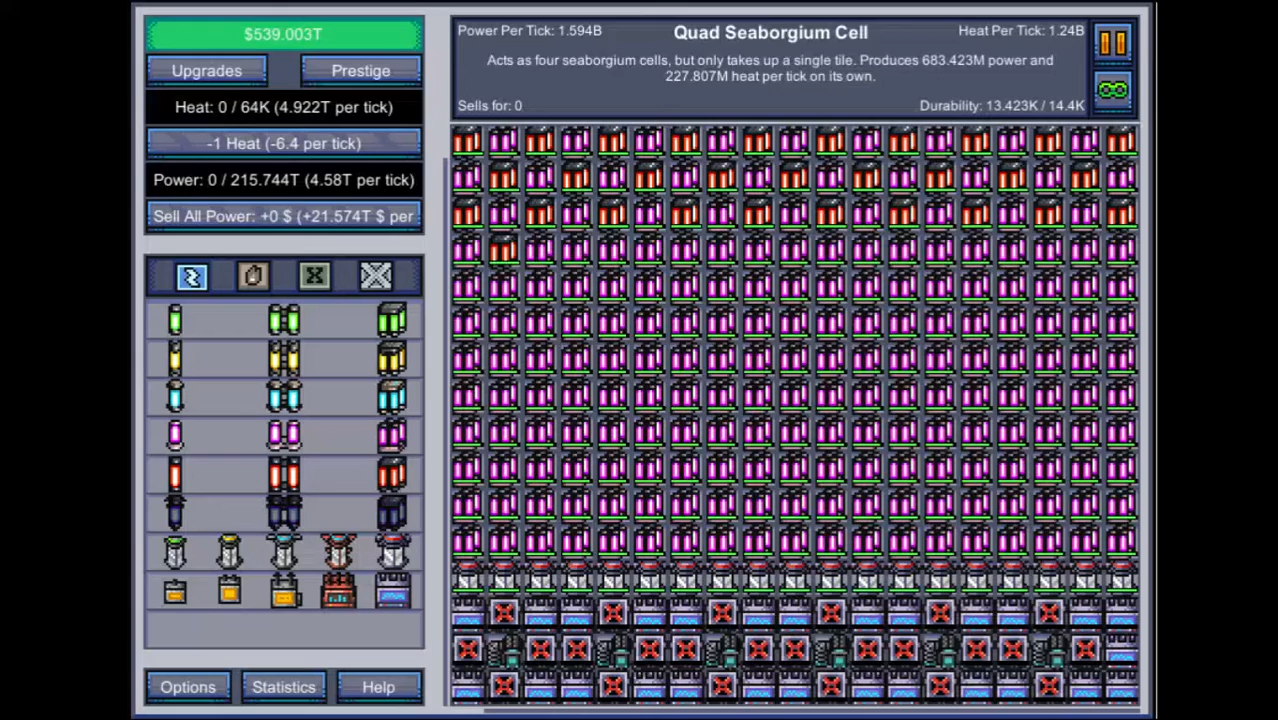 $539.003T
Upgrades
Prestige
Heat: 0 / 64K (4.922T per tick)
-1 Heat (-6.4 per tick)
Power: 0 / 215.744T (4.58T per tick)
Sell All Power: +0 $ (+21.574T $ per
Options
Statistics
Help
Power Per Tick: 1.594B
Quad Seaborgium Cell
Heat Per Tick: 1.24B
Acts as four seaborgium cells, but only takes up a single tile. Produces 683.423M power and
227.807M heat per tick on its own.
Sells for: 0
Durability: 13.423K / 14.4K